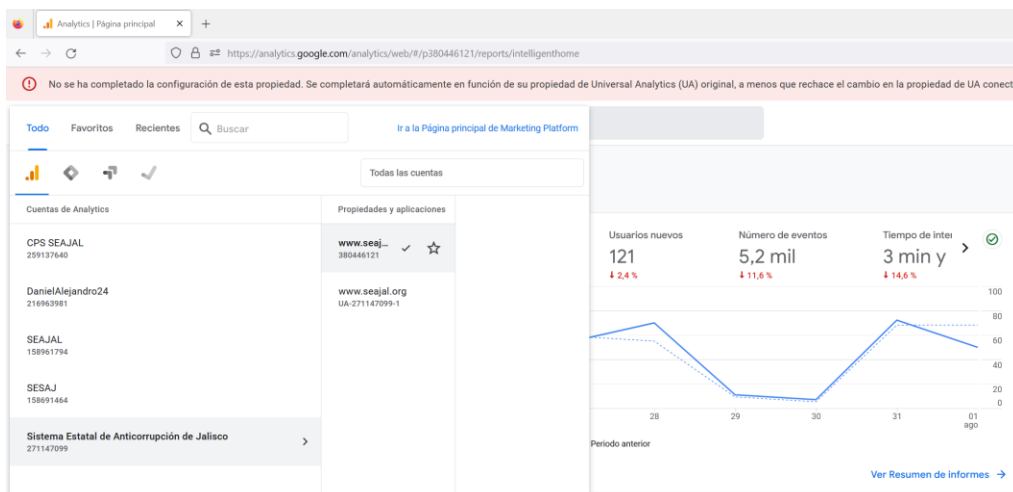 Analytics | Página principal
https://analytics.google.com/analytics/web/#/p380446121/reports/intelligenthome
No se ha completado la configuración de esta propiedad. Se completará automáticamente en función de su propiedad de Universal Analytics (UA) original, a menos que rechace el cambio en la propiedad de UA conect
Todo Favoritos Recientes Buscar Ir a la Página principal de Marketing Platform
Todas las cuentas
Cuentas de Analytics
Propiedades y aplicaciones
CPS SEAJAL
259137640
DanielAlejandro24
216963981
SEAJAL
158961794
SESAJ
158691464
Sistema Estatal de Anticorrupción de Jalisco
271147099
www.seaj...
380446121
www.seajal.org
UA-271147099-1
Usuarios nuevos
121
↓ 2,4 %
Número de eventos
5,2 mil
↓ 11,6 %
Tiempo de inter
3 min y
↓ 14,6 %
100
80
60
40
20
0
28 29 30 31 01
ago
Periodo anterior
Ver Resumen de informes →